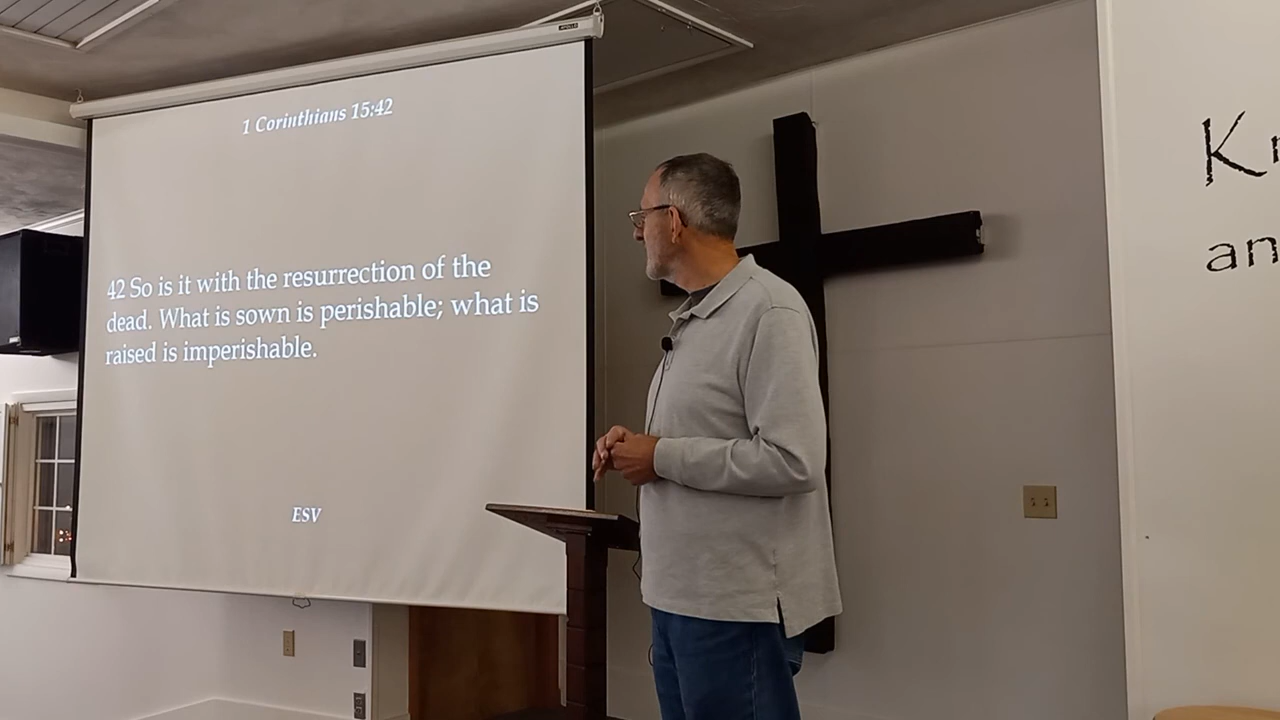 1 Corinthians 15:42
42 So is it with the resurrection of the
dead. What is sown is perishable; what is
raised is imperishable.
ESV
K
an